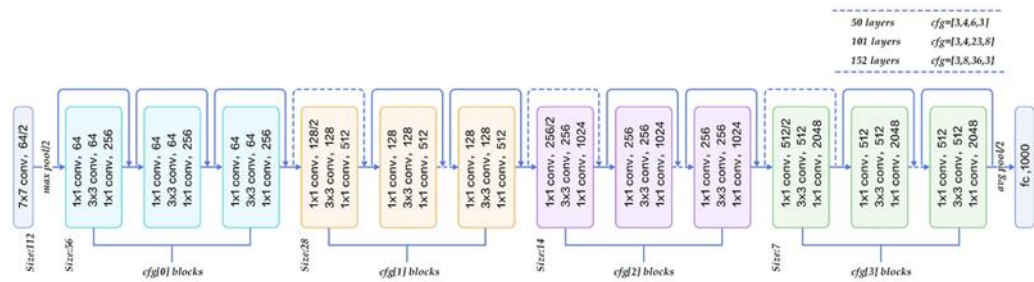 50 layers cfg=[3,4,6,3]
101 layers cfg=[3,4,23,8]
152 layers cfg=[3,8,36,3]
7x7 conv, 64/2
max pool/2
1x1 conv, 64
3x3 conv, 64
1x1 conv, 256
1x1 conv, 64
3x3 conv, 64
1x1 conv, 256
1x1 conv, 64
3x3 conv, 64
1x1 conv, 256
1x1 conv, 128/2
3x3 conv, 128
1x1 conv, 512
1x1 conv, 128
3x3 conv, 128
1x1 conv, 512
1x1 conv, 128
3x3 conv, 128
1x1 conv, 512
1x1 conv, 256/2
3x3 conv, 256
1x1 conv, 1024
1x1 conv, 256
3x3 conv, 256
1x1 conv, 1024
1x1 conv, 256
3x3 conv, 256
1x1 conv, 1024
1x1 conv, 512/2
3x3 conv, 512
1x1 conv, 2048
1x1 conv, 512
3x3 conv, 512
1x1 conv, 2048
1x1 conv, 512
3x3 conv, 512
1x1 conv, 2048
avg pool/2
fc ,1000
Size:112
Size:56
cfg[0] blocks
Size:28
cfg[1] blocks
Size:14
cfg[2] blocks
Size:7
cfg[3] blocks